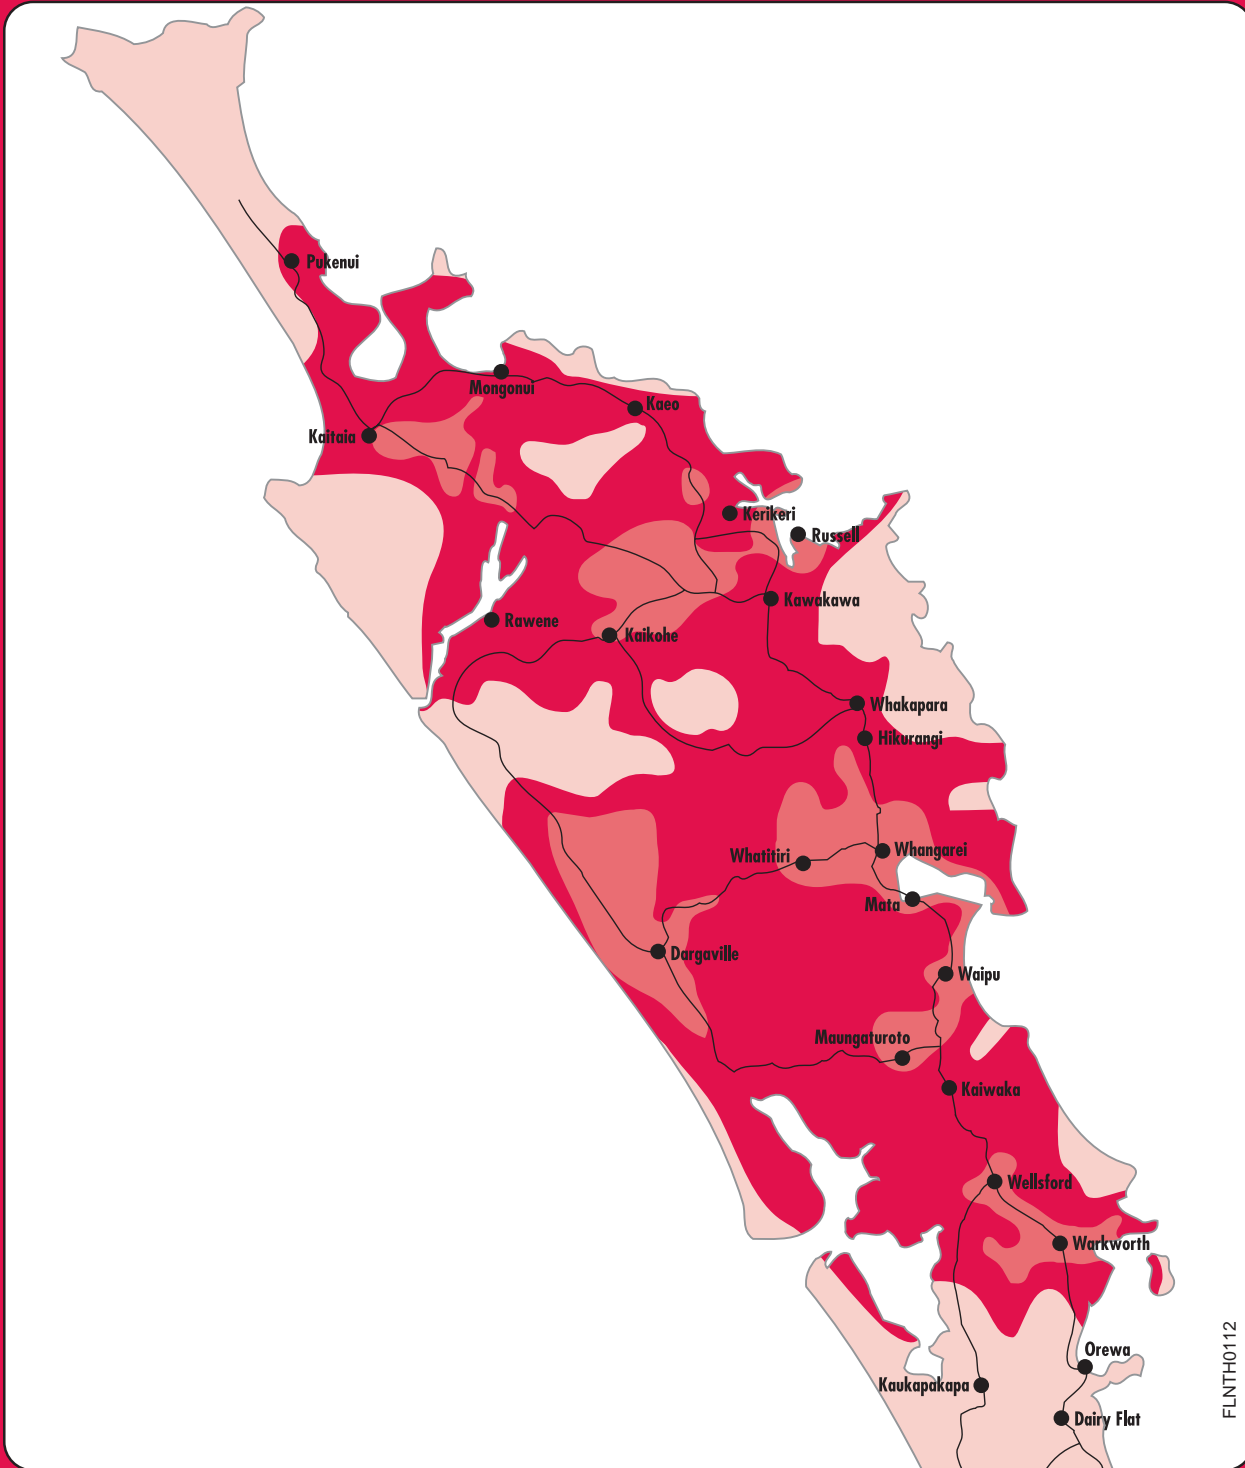 Pukenui
Mongonui
Kaeo
Kaitaia
Kerikeri
Russell
Kawakawa
Rawene
Kaikohe
Whakapara
Hikurangi
Whangarei
Whatitiri
Mata
Dargaville
Waipu
Maungaturoto
Kaiwaka
Wellsford
Warkworth
Orewa
Kaukapakapa
Dairy Flat
FLNTH0112